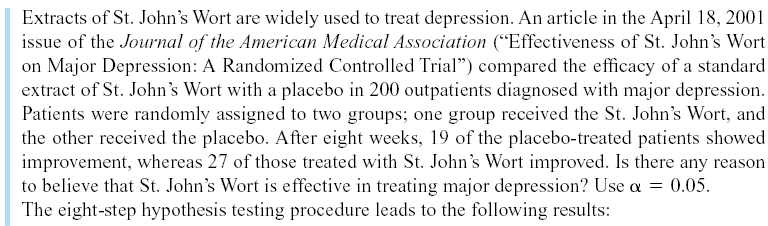 Extracts of St. John’s Wort are widely used to treat depression. An article in the April 18, 2001
issue of the Journal of the American Medical Association (“Effectiveness of St. John’s Wort
on Major Depression: A Randomized Controlled Trial”) compared the efficacy of a standard
extract of St. John’s Wort with a placebo in 200 outpatients diagnosed with major depression.
Patients were randomly assigned to two groups; one group received the St. John’s Wort, and
the other received the placebo. After eight weeks, 19 of the placebo-treated patients showed
improvement, whereas 27 of those treated with St. John’s Wort improved. Is there any reason
to believe that St. John’s Wort is effective in treating major depression? Use α = 0.05.
The eight-step hypothesis testing procedure leads to the following results: